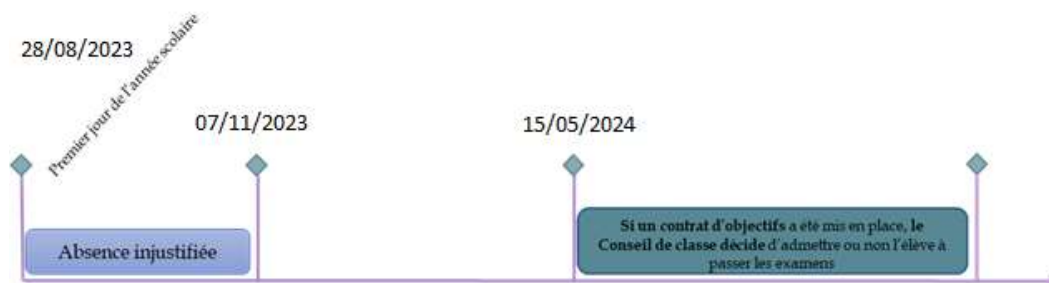 28/08/2023
Premier jour de l'année scolaire
07/11/2023
15/05/2024
Absence injustifiée
Si un contrat d'objectifs a été mis en place, le
Conseil de classe décide d'admettre ou non l'élève à
passer les examens